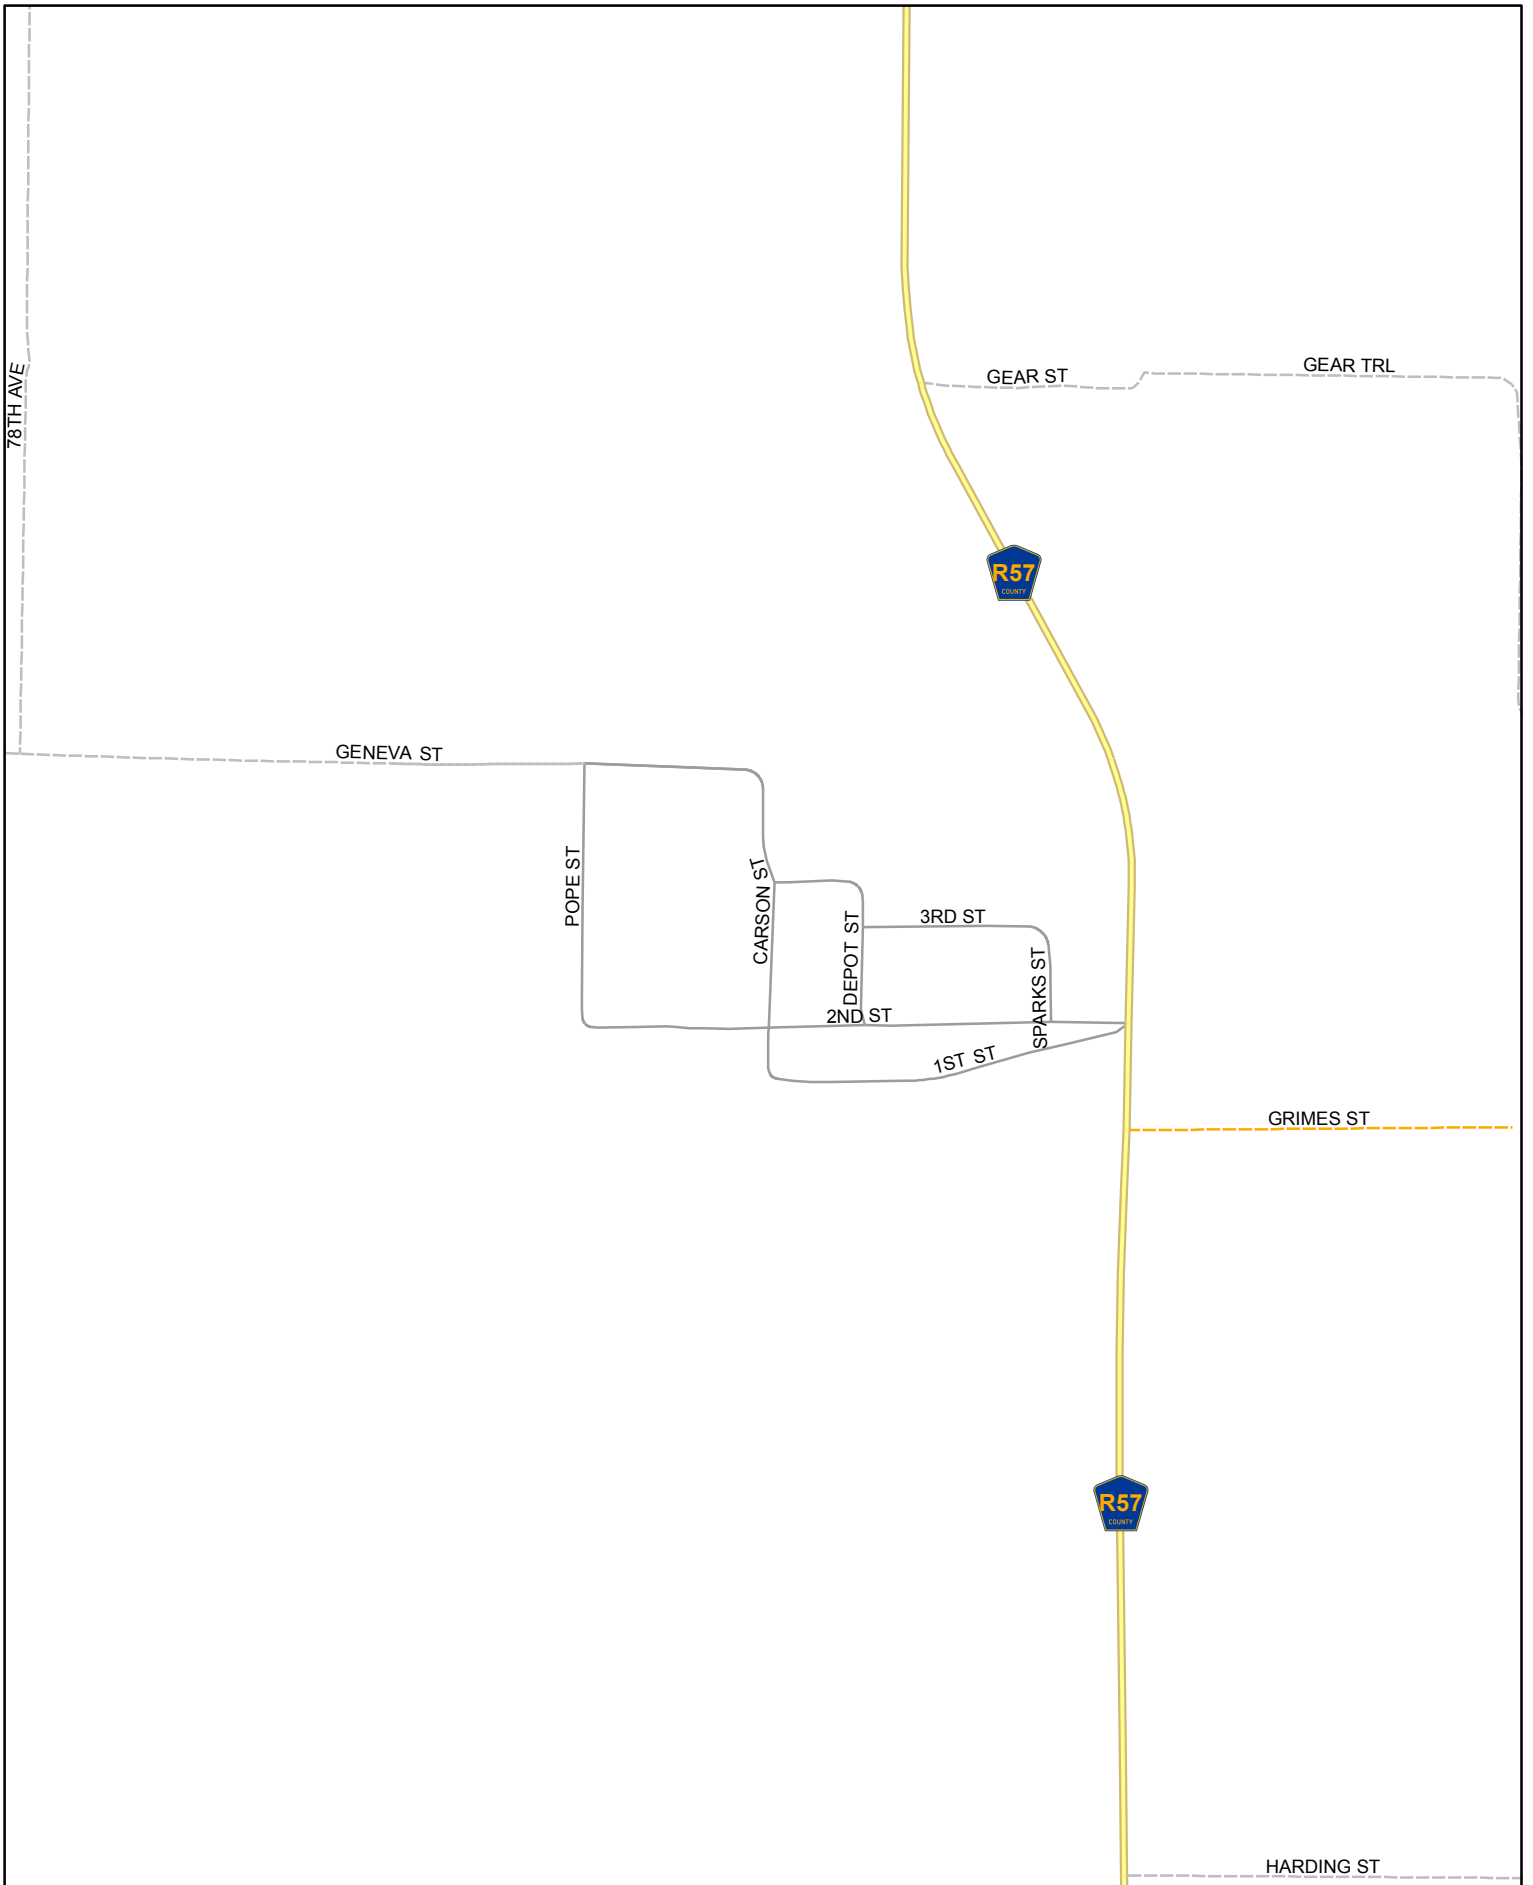 GEAR TRL
GEAR ST
78TH AVE
R57
COUNTY
GENEVA ST
POPE ST
CARSON ST
3RD ST
DEPOT ST
SPARKS ST
2ND ST
1ST ST
GRIMES ST
R57
COUNTY
HARDING ST